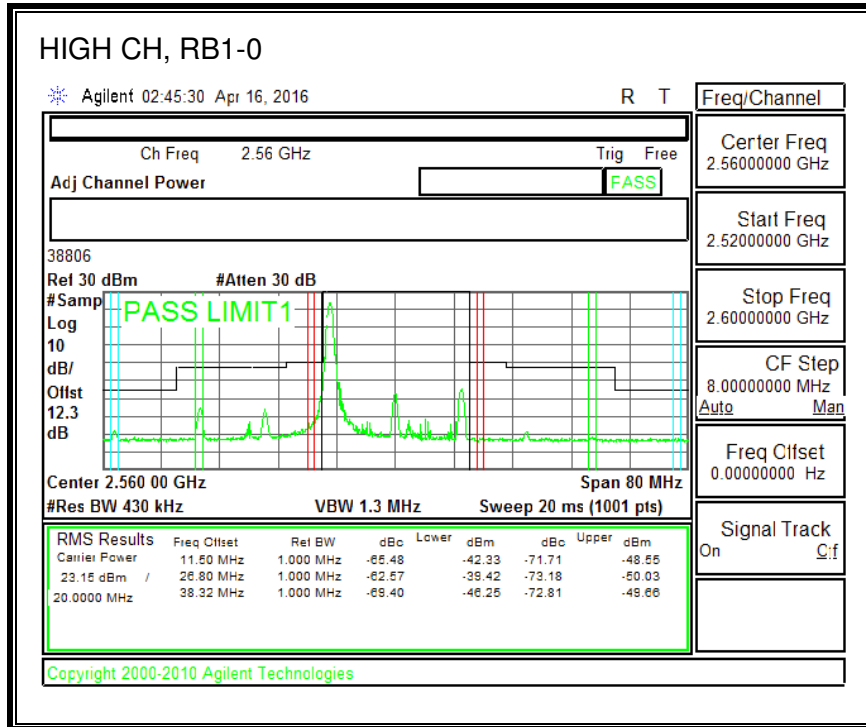 HIGH CH, RB1-0
Agilent 02:45:30 Apr 16, 2016 R T
Freq/Channel
Ch Freq 2.56 GHz Trig Free
Adj Channel Power PASS
Center Freq
2.56000000 GHz
Start Freq
2.52000000 GHz
38806
Ref 30 dBm #Atten 30 dB
#Samp
Log
10
dB/
Offst
12.3
dB
PASS LIMIT1
Stop Freq
2.60000000 GHz
CF Step
8.00000000 MHz
Auto Man
Freq Offset
0.00000000 Hz
Center 2.560 00 GHz Span 80 MHz
#Res BW 430 kHz VBW 1.3 MHz Sweep 20 ms (1001 pts)
Signal Track
On Off
RMS Results Freq Offset Ref BW dBc Lower dBm dBc Upper dBm
Carrier Power 11.50 MHz 1.000 MHz -65.48 -42.33 -71.71 -48.55
23.15 dBm / 26.80 MHz 1.000 MHz -62.57 -39.42 -73.18 -50.03
20.0000 MHz 38.32 MHz 1.000 MHz -69.40 -46.25 -72.81 -49.66
Copyright 2000-2010 Agilent Technologies